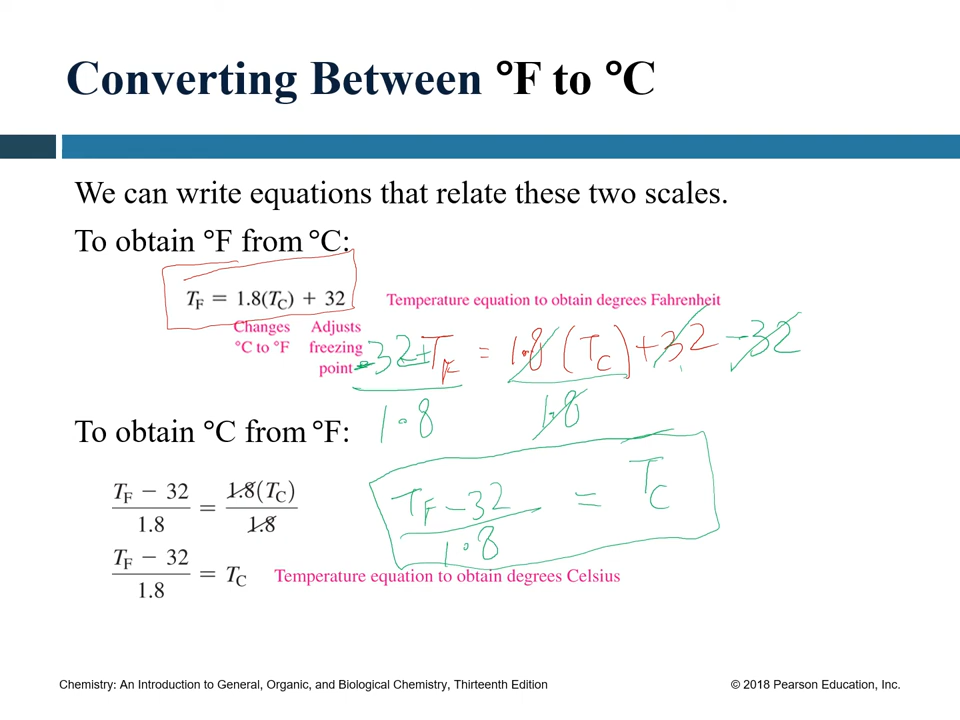 Converting Between °F to °C
We can write equations that relate these two scales.
To obtain °F from °C:
T_F = 1.8(T_C) + 32 Temperature equation to obtain degrees Fahrenheit
Changes Adjusts
°C to °F freezing
point
-32 + T_F = 1.8 (T_C) + 32 - 32
1.8 1.8
To obtain °C from °F:
T_F − 32 = 1.8(T_C)
1.8 1.8
T_F - 32 = T_C
1.8
T_F − 32 = T_C Temperature equation to obtain degrees Celsius
1.8
Chemistry: An Introduction to General, Organic, and Biological Chemistry, Thirteenth Edition © 2018 Pearson Education, Inc.